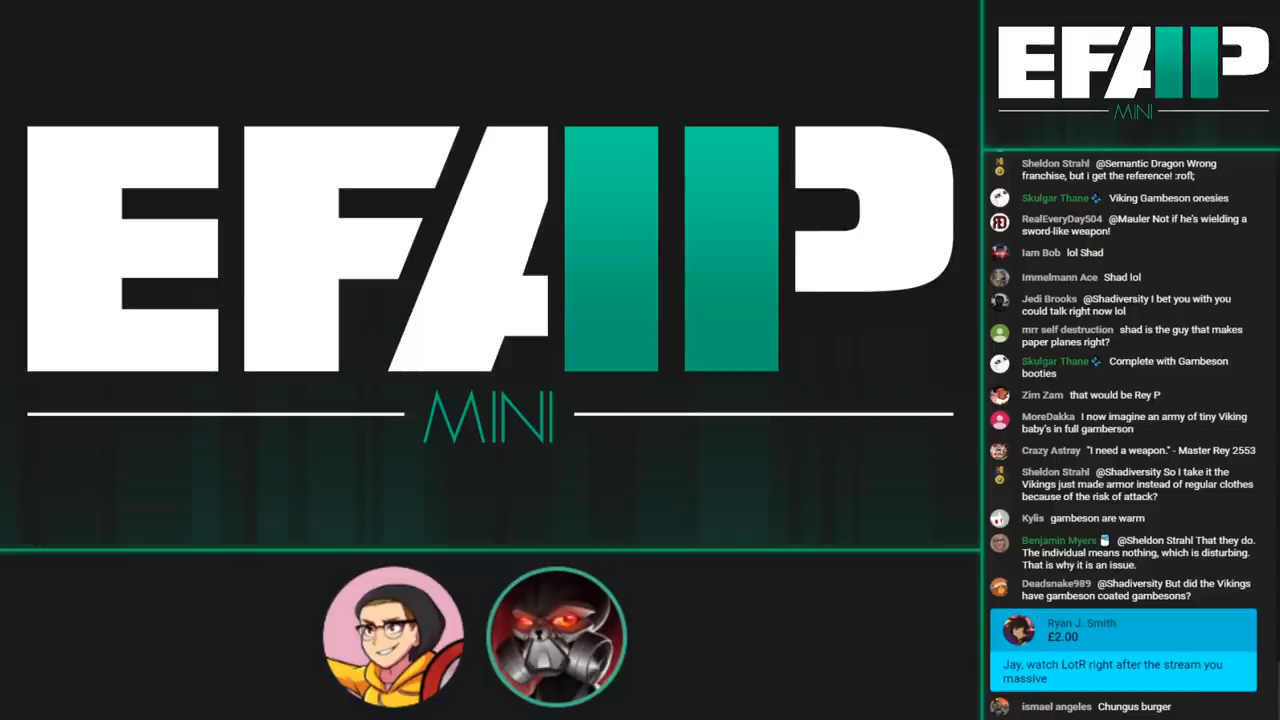 EFAP
MINI
EFAP
MINI
Sheldon Strahl @Semantic Dragon Wrong
franchise, but i get the reference! :rofl;
Skulgar Thane Viking Gambeson onesies
RealEveryDay504 @Mauler Not if he's wielding a
sword-like weapon!
Iam Bob lol Shad
Immelmann Ace Shad lol
Jedi Brooks @Shadiversity I bet you with you
could talk right now lol
mrr self destruction shad is the guy that makes
paper planes right?
Skulgar Thane Complete with Gambeson
booties
Zim Zam that would be Rey P
MoreDakka I now imagine an army of tiny Viking
baby's in full gamberson
Crazy Astray "I need a weapon." - Master Rey 2553
Sheldon Strahl @Shadiversity So I take it the
Vikings just made armor instead of regular clothes
because of the risk of attack?
Kylis gambeson are warm
Benjamin Myers @Sheldon Strahl That they do.
The individual means nothing, which is disturbing.
That is why it is an issue.
Deadsnake989 @Shadiversity But did the Vikings
have gambeson coated gambesons?
Ryan J. Smith
£2.00
Jay, watch LotR right after the stream you
massive
ismael angeles Chungus burger